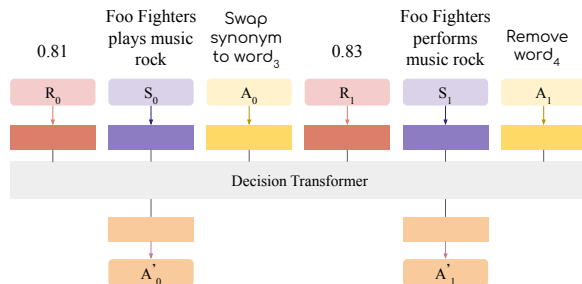 0.81
Foo Fighters
plays music
rock
Swap
synonym
to word₃
0.83
Foo Fighters
performs
music rock
Remove
word₄
R₀
S₀
A₀
R₁
S₁
A₁
Decision Transformer
A'₀
A'₁